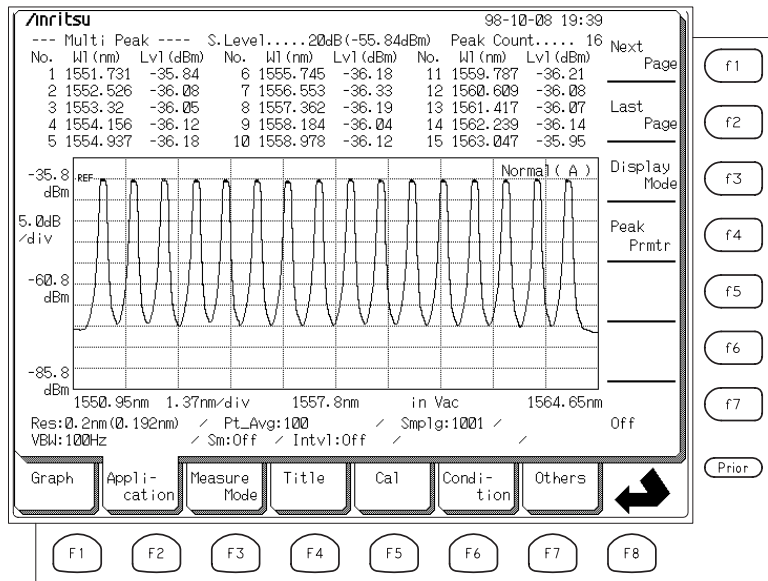 Anritsu 98-10-08 19:39
--- Multi Peak ---- S.Level.....20dB(-55.84dBm) Peak Count..... 16
No. Wl(nm) Lvl(dBm) No. Wl(nm) Lvl(dBm) No. Wl(nm) Lvl(dBm)
1 1551.731 -35.84 6 1555.745 -36.18 11 1559.787 -36.21
2 1552.526 -36.08 7 1556.553 -36.33 12 1560.609 -36.08
3 1553.32 -36.05 8 1557.362 -36.19 13 1561.417 -36.07
4 1554.156 -36.12 9 1558.184 -36.04 14 1562.239 -36.14
5 1554.937 -36.18 10 1558.978 -36.12 15 1563.047 -35.95
Next
Page
Last
Page
Display
Mode
Peak
Prmtr
Off
-35.8
dBm
REF
Normal( A )
5.0dB
/div
-60.8
dBm
-85.8
dBm
1550.95nm 1.37nm/div 1557.8nm in Vac 1564.65nm
Res:0.2nm(0.192nm) / Pt_Avg:100 / Smplg:1001 /
VBW:100Hz / Sm:Off / Intvl:Off / /
Graph
Appli-
cation
Measure
Mode
Title
Cal
Condi-
tion
Others
f1
f2
f3
f4
f5
f6
f7
Prior
F1 F2 F3 F4 F5 F6 F7 F8